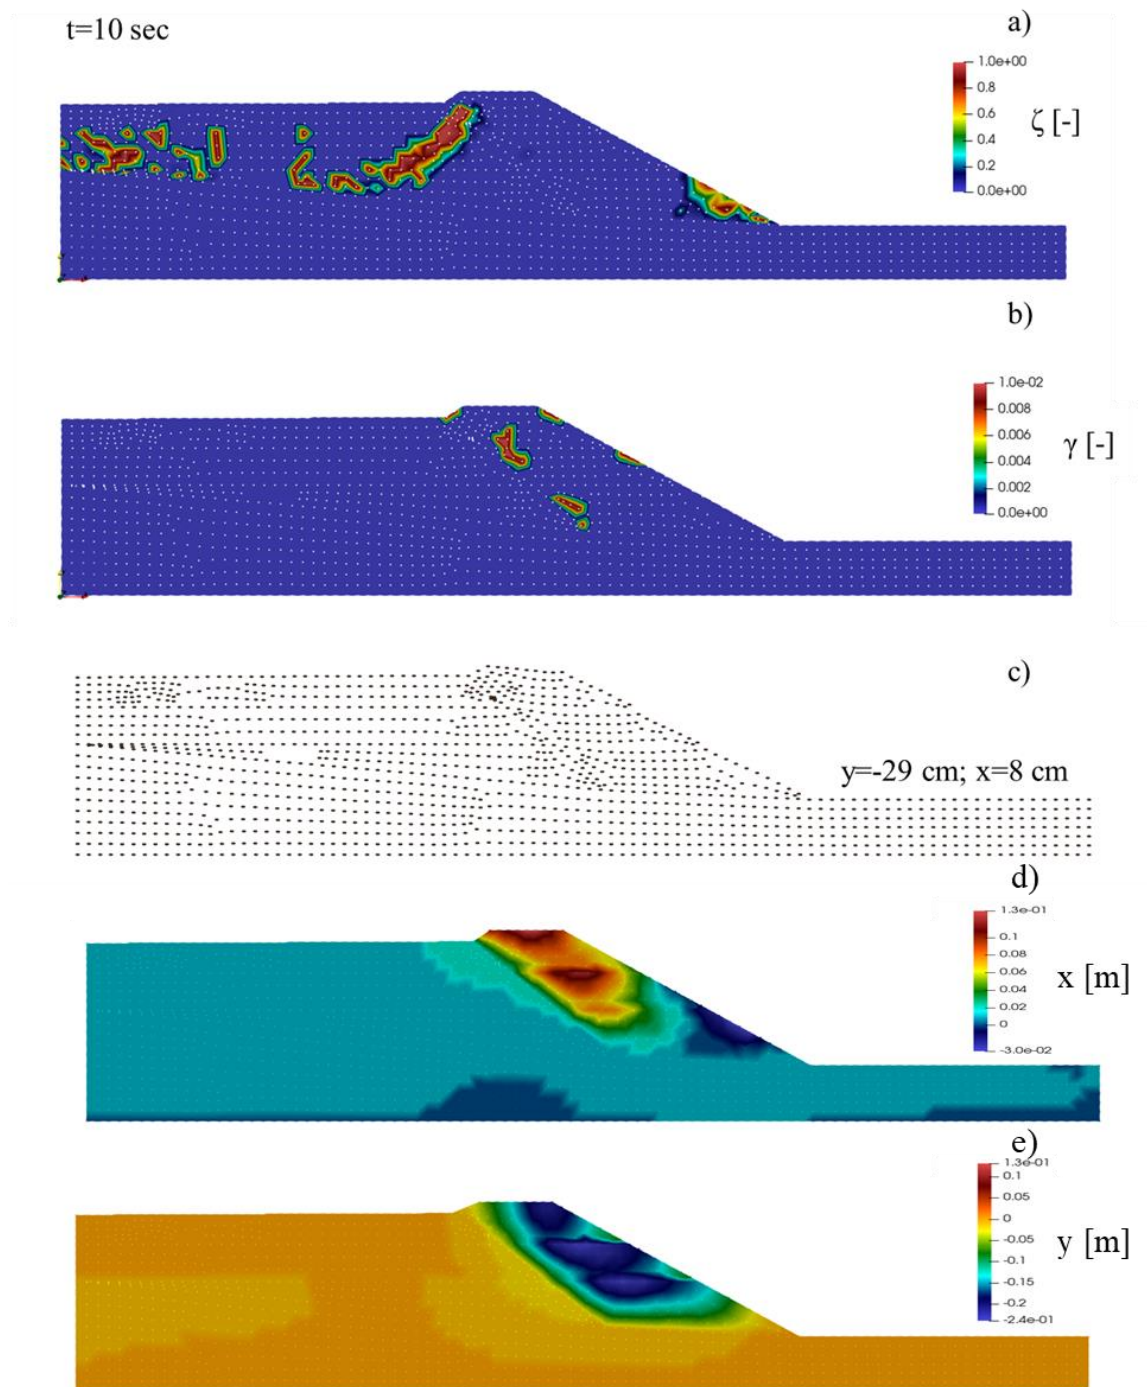 t=10 sec
a)
1.0e+00
0.8
0.6
0.4
0.2
0.0e+00
ζ [-]
b)
1.0e-02
0.008
0.006
0.004
0.002
0.0e+00
γ [-]
c)
y=-29 cm; x=8 cm
d)
1.3e-01
0.1
0.08
0.06
0.04
0.02
0
-3.0e-02
x [m]
e)
1.3e-01
0.1
0.05
0
-0.05
-0.1
-0.15
-0.2
-2.4e-01
y [m]